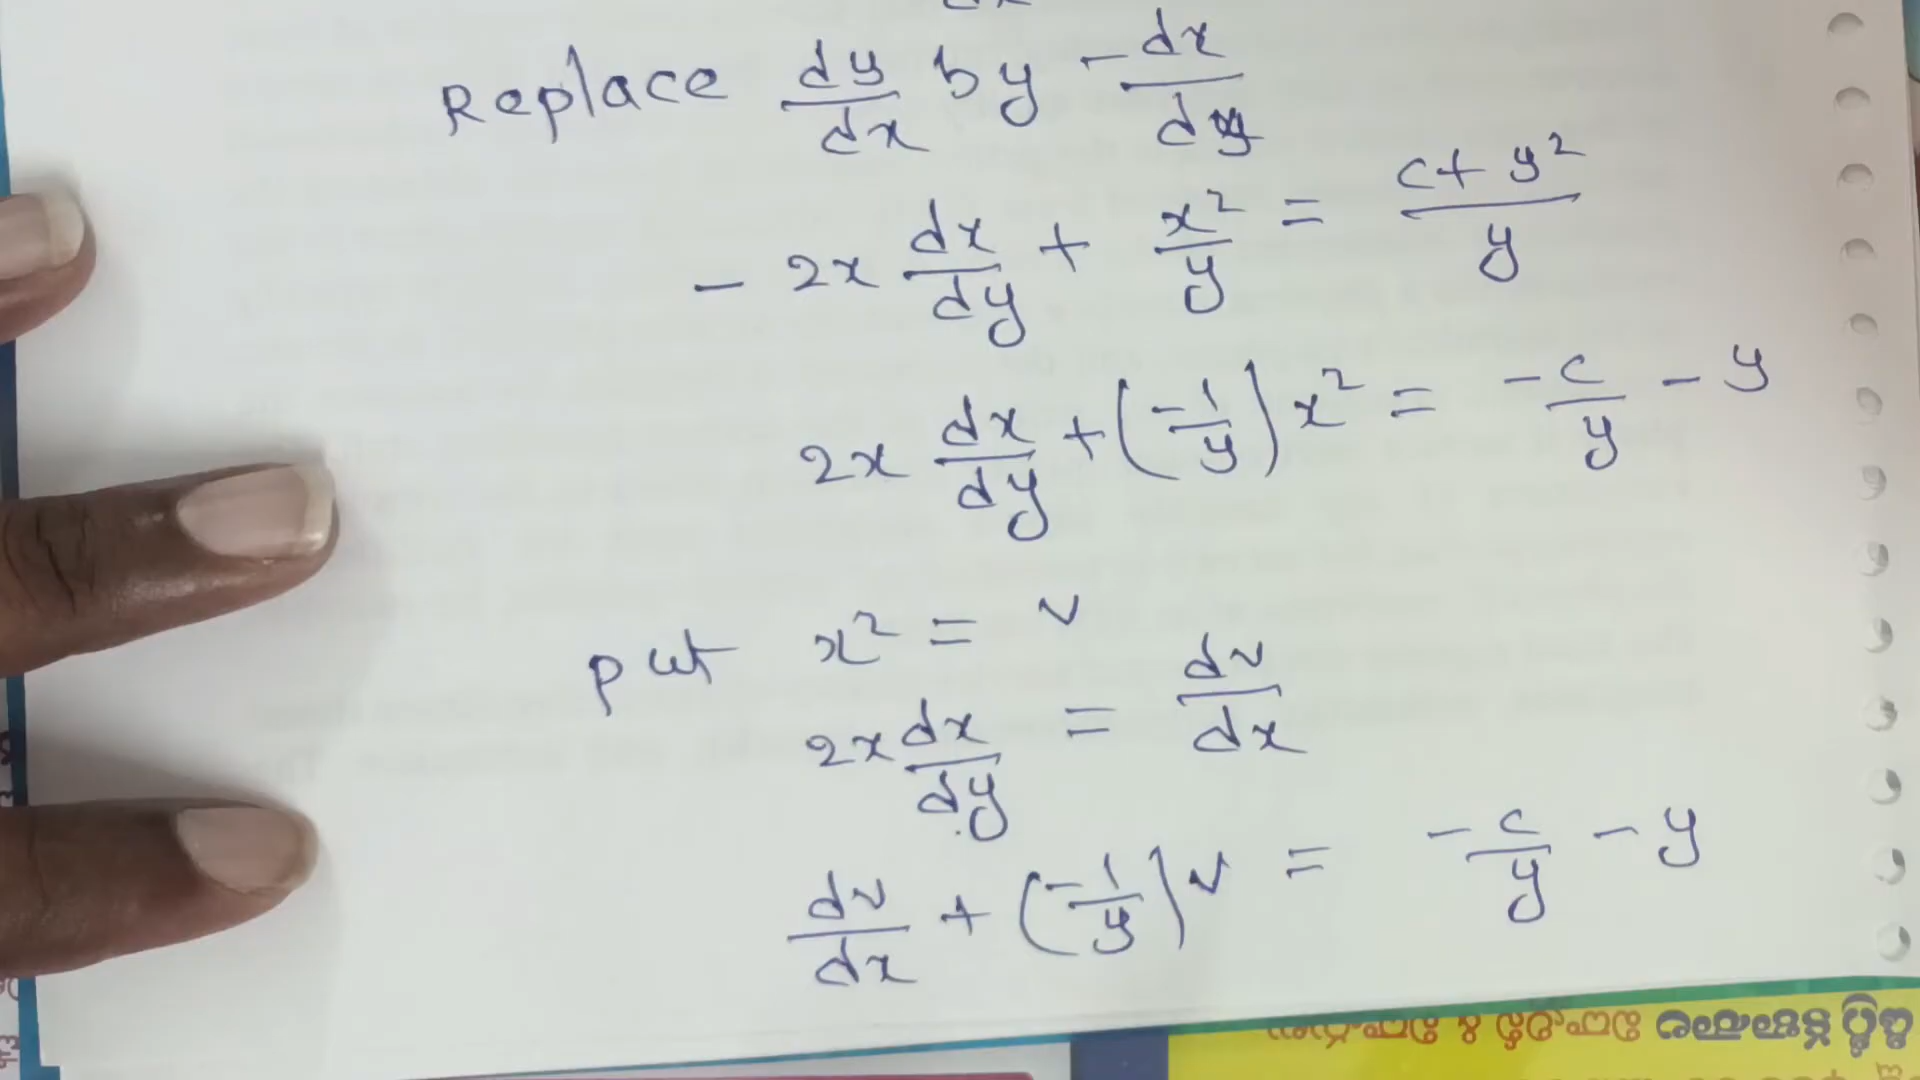 Replace dy/dx by -dx/dy
- 2x dx/dy + x²/y = c+y²/y
2x dx/dy + (-1/y) x² = -c/y - y
put x² = v
2x dx/dy = dv/dx
dv/dx + (-1/y) v = -c/y - y